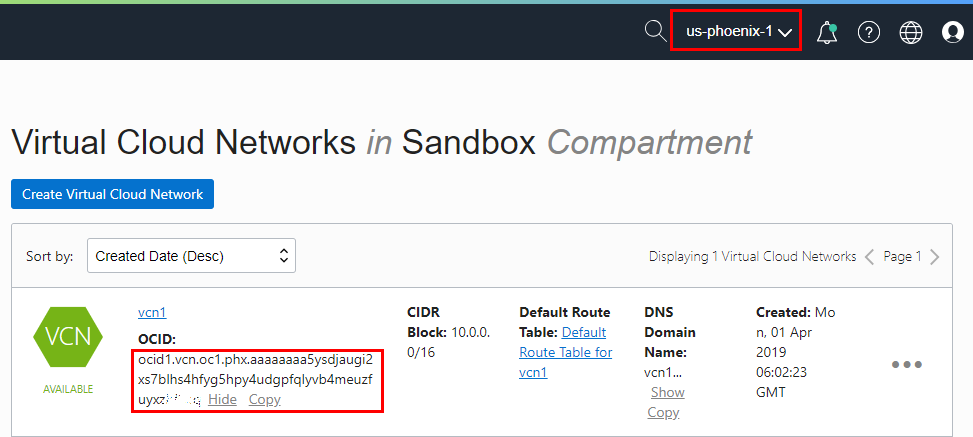 us-phoenix-1
Virtual Cloud Networks in Sandbox Compartment
Create Virtual Cloud Network
Sort by:
Created Date (Desc)
Displaying 1 Virtual Cloud Networks
Page 1
VCN
AVAILABLE
vcn1
OCID:
ocid1.vcn.oc1.phx.aaaaaaaa5ysdjaugi2
xs7blhs4hfyg5hpy4udgpfqlyvb4meuzf
Hide Copy
CIDR
Block: 10.0.0.
0/16
Default Route
Table: Default
Route Table for
vcn1
DNS
Domain
Name:
vcn1...
Show
Copy
Created: Mo
n, 01 Apr
2019
06:02:23
GMT